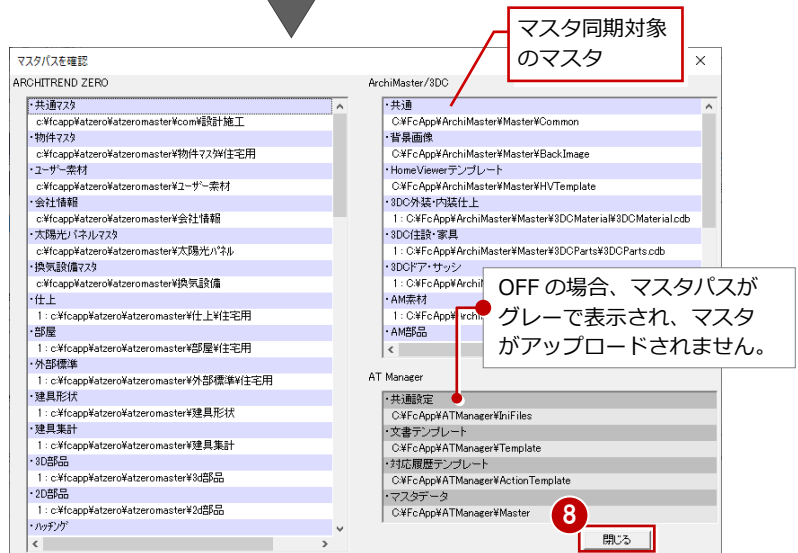 マスタ同期対象
のマスタ
マスタパスを確認
×
ARCHITREND ZERO
・共通マスタ
c:¥fcapp¥atzero¥atzeromaster¥com¥設計施工
・物件マスタ
c:¥fcapp¥atzero¥atzeromaster¥物件マスタ¥住宅用
・ユーザー素材
c:¥fcapp¥atzero¥atzeromaster¥ユーザー素材
・会社情報
c:¥fcapp¥atzero¥atzeromaster¥会社情報
・太陽光パネルマスタ
c:¥fcapp¥atzero¥atzeromaster¥太陽光パネル
・換気設備マスタ
c:¥fcapp¥atzero¥atzeromaster¥換気設備
・仕上
1 : c:¥fcapp¥atzero¥atzeromaster¥仕上¥住宅用
・部屋
1 : c:¥fcapp¥atzero¥atzeromaster¥部屋¥住宅用
・外部標準
1 : c:¥fcapp¥atzero¥atzeromaster¥外部標準¥住宅用
・建具形状
1 : c:¥fcapp¥atzero¥atzeromaster¥建具形状
・建具集計
1 : c:¥fcapp¥atzero¥atzeromaster¥建具集計
・3D部品
1 : c:¥fcapp¥atzero¥atzeromaster¥3d部品
・2D部品
1 : c:¥fcapp¥atzero¥atzeromaster¥2d部品
・ハッチング
ArchiMaster/3DC
・共通
C:¥FcApp¥ArchiMaster¥Master¥Common
・背景画像
C:¥FcApp¥ArchiMaster¥Master¥BackImage
・HomeViewerテンプレート
C:¥FcApp¥ArchiMaster¥Master¥HVTemplate
・3DC外装・内装仕上
1 : C:¥FcApp¥ArchiMaster¥Master¥3DCMaterial¥3DCMaterial.cdb
・3DC住設・家具
1 : C:¥FcApp¥ArchiMaster¥Master¥3DCParts¥3DCParts.cdb
・3DCドア・サッシ
1 : C:¥FcApp¥Archi
・AM素材
1 : C:¥FcApp¥Archi
・AM部品
OFF の場合、マスタパスが
グレーで表示され、マスタ
がアップロードされません。
AT Manager
・共通設定
C:¥FcApp¥ATManager¥IniFiles
・文書テンプレート
C:¥FcApp¥ATManager¥Template
・対応履歴テンプレート
C:¥FcApp¥ATManager¥ActionTemplate
・マスタデータ
C:¥FcApp¥ATManager¥Master
8
閉じる